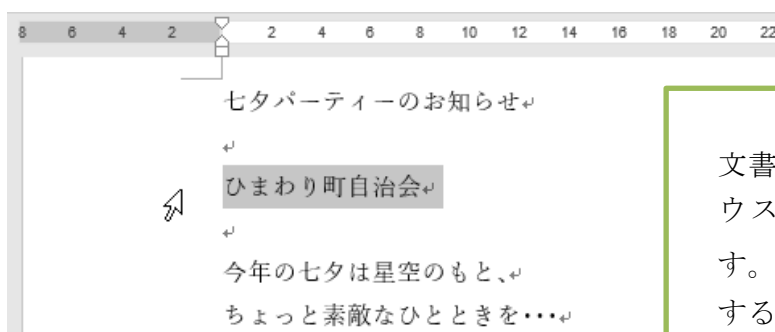 8 6 4 2 2 4 6 8 10 12 14 16 18 20 22
七夕パーティーのお知らせ↵
↵
ひまわり町自治会↵
↵
今年の七夕は星空のもと、↵
ちょっと素敵なひとときを・・・↵
文書
ウス
す。
する